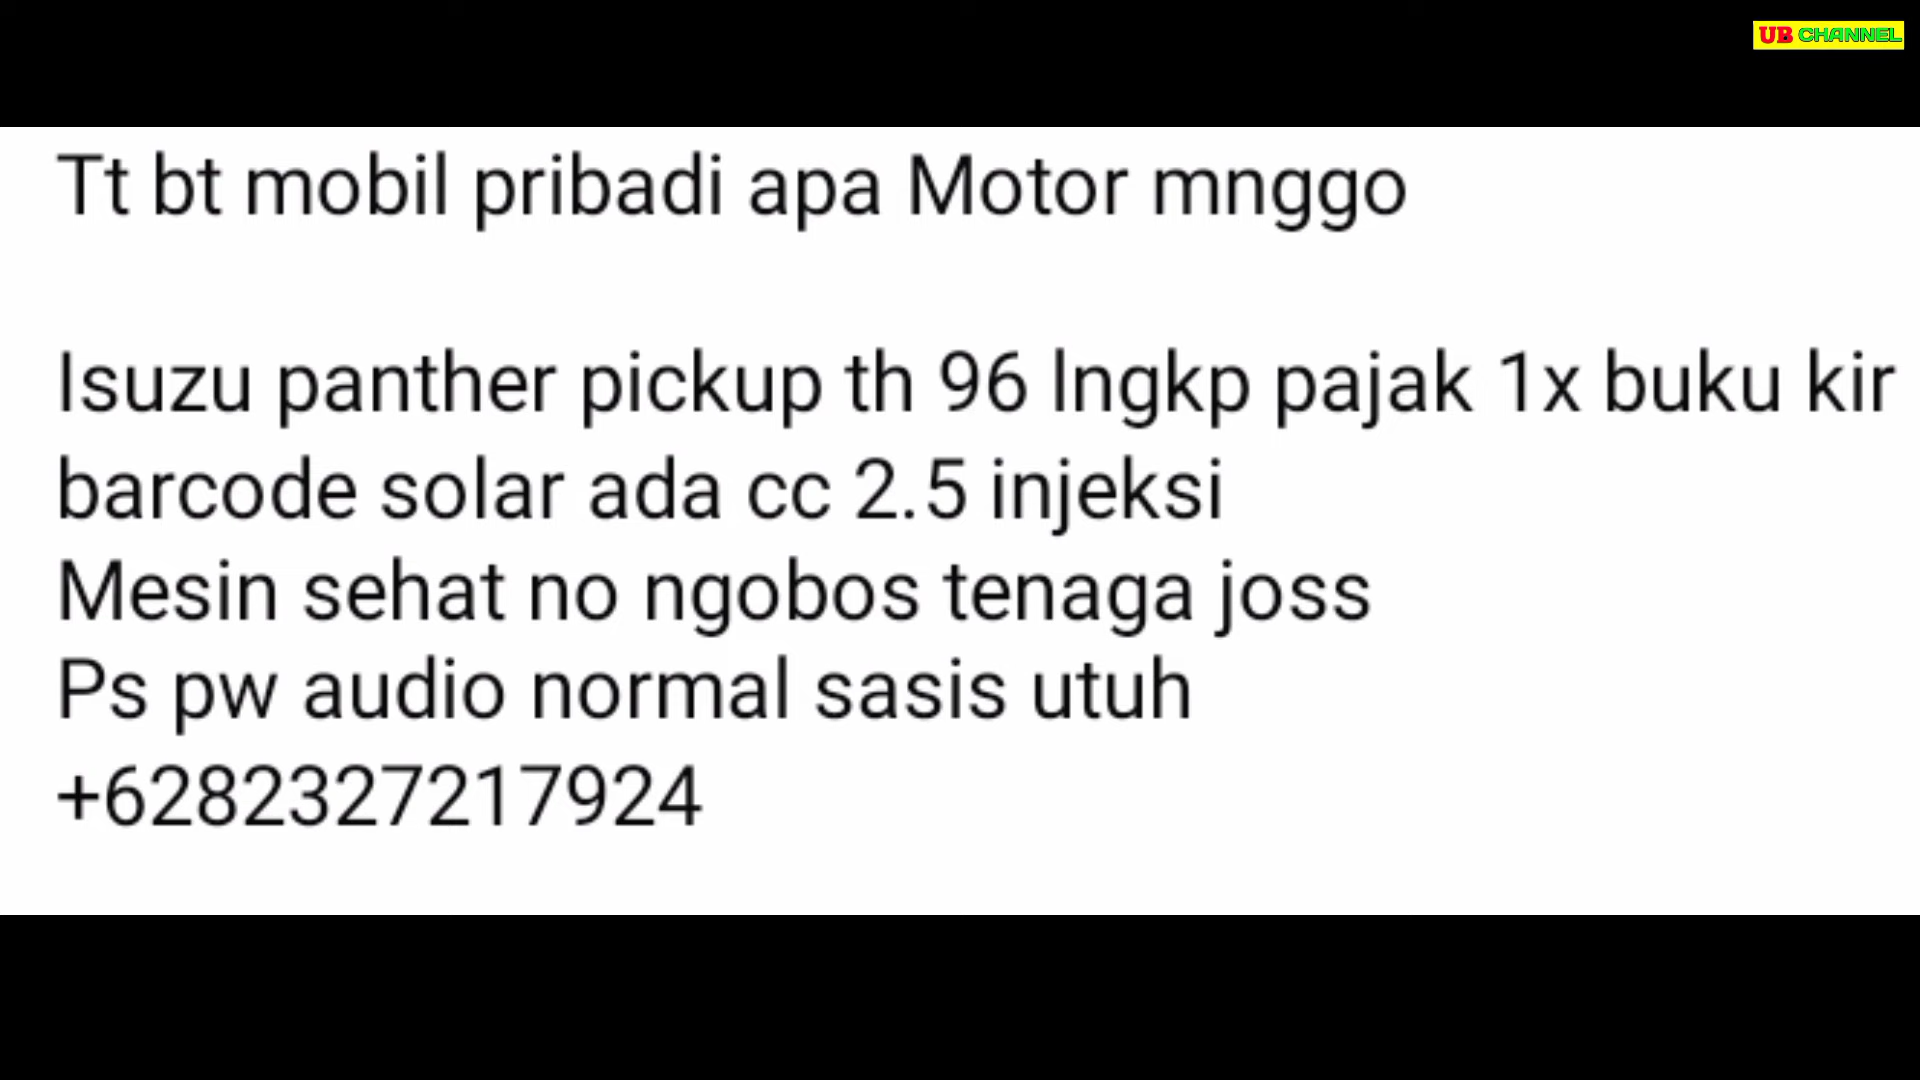 UB CHANNEL
Tt bt mobil pribadi apa Motor mnggo
Isuzu panther pickup th 96 lngkp pajak 1x buku kir
barcode solar ada cc 2.5 injeksi
Mesin sehat no ngobos tenaga joss
Ps pw audio normal sasis utuh
+6282327217924